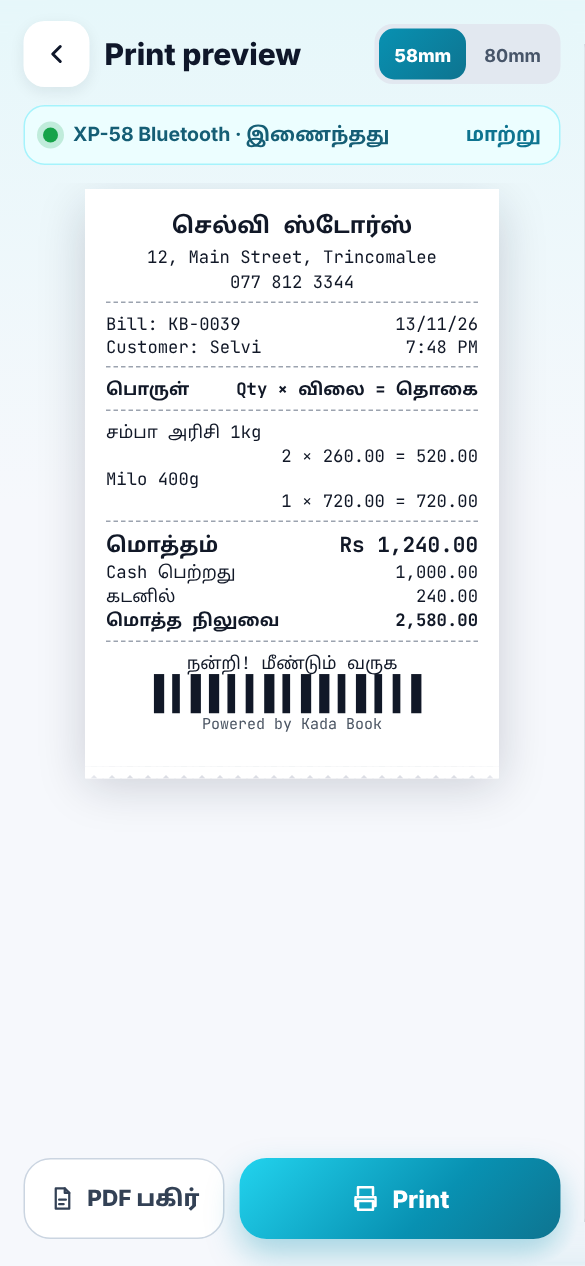 Print preview
58mm 80mm
XP-58 Bluetooth · இணைந்தது மாற்று
செல்வி ஸ்டோர்ஸ்
12, Main Street, Trincomalee
077 812 3344
Bill: KB-0039 13/11/26
Customer: Selvi 7:48 PM
பொருள் Qty × விலை = தொகை
சம்பா அரிசி 1kg
2 × 260.00 = 520.00
Milo 400g
1 × 720.00 = 720.00
மொத்தம் Rs 1,240.00
Cash பெற்றது 1,000.00
கடனில் 240.00
மொத்த நிலுவை 2,580.00
நன்றி! மீண்டும் வருக
Powered by Kada Book
PDF பகிர் Print